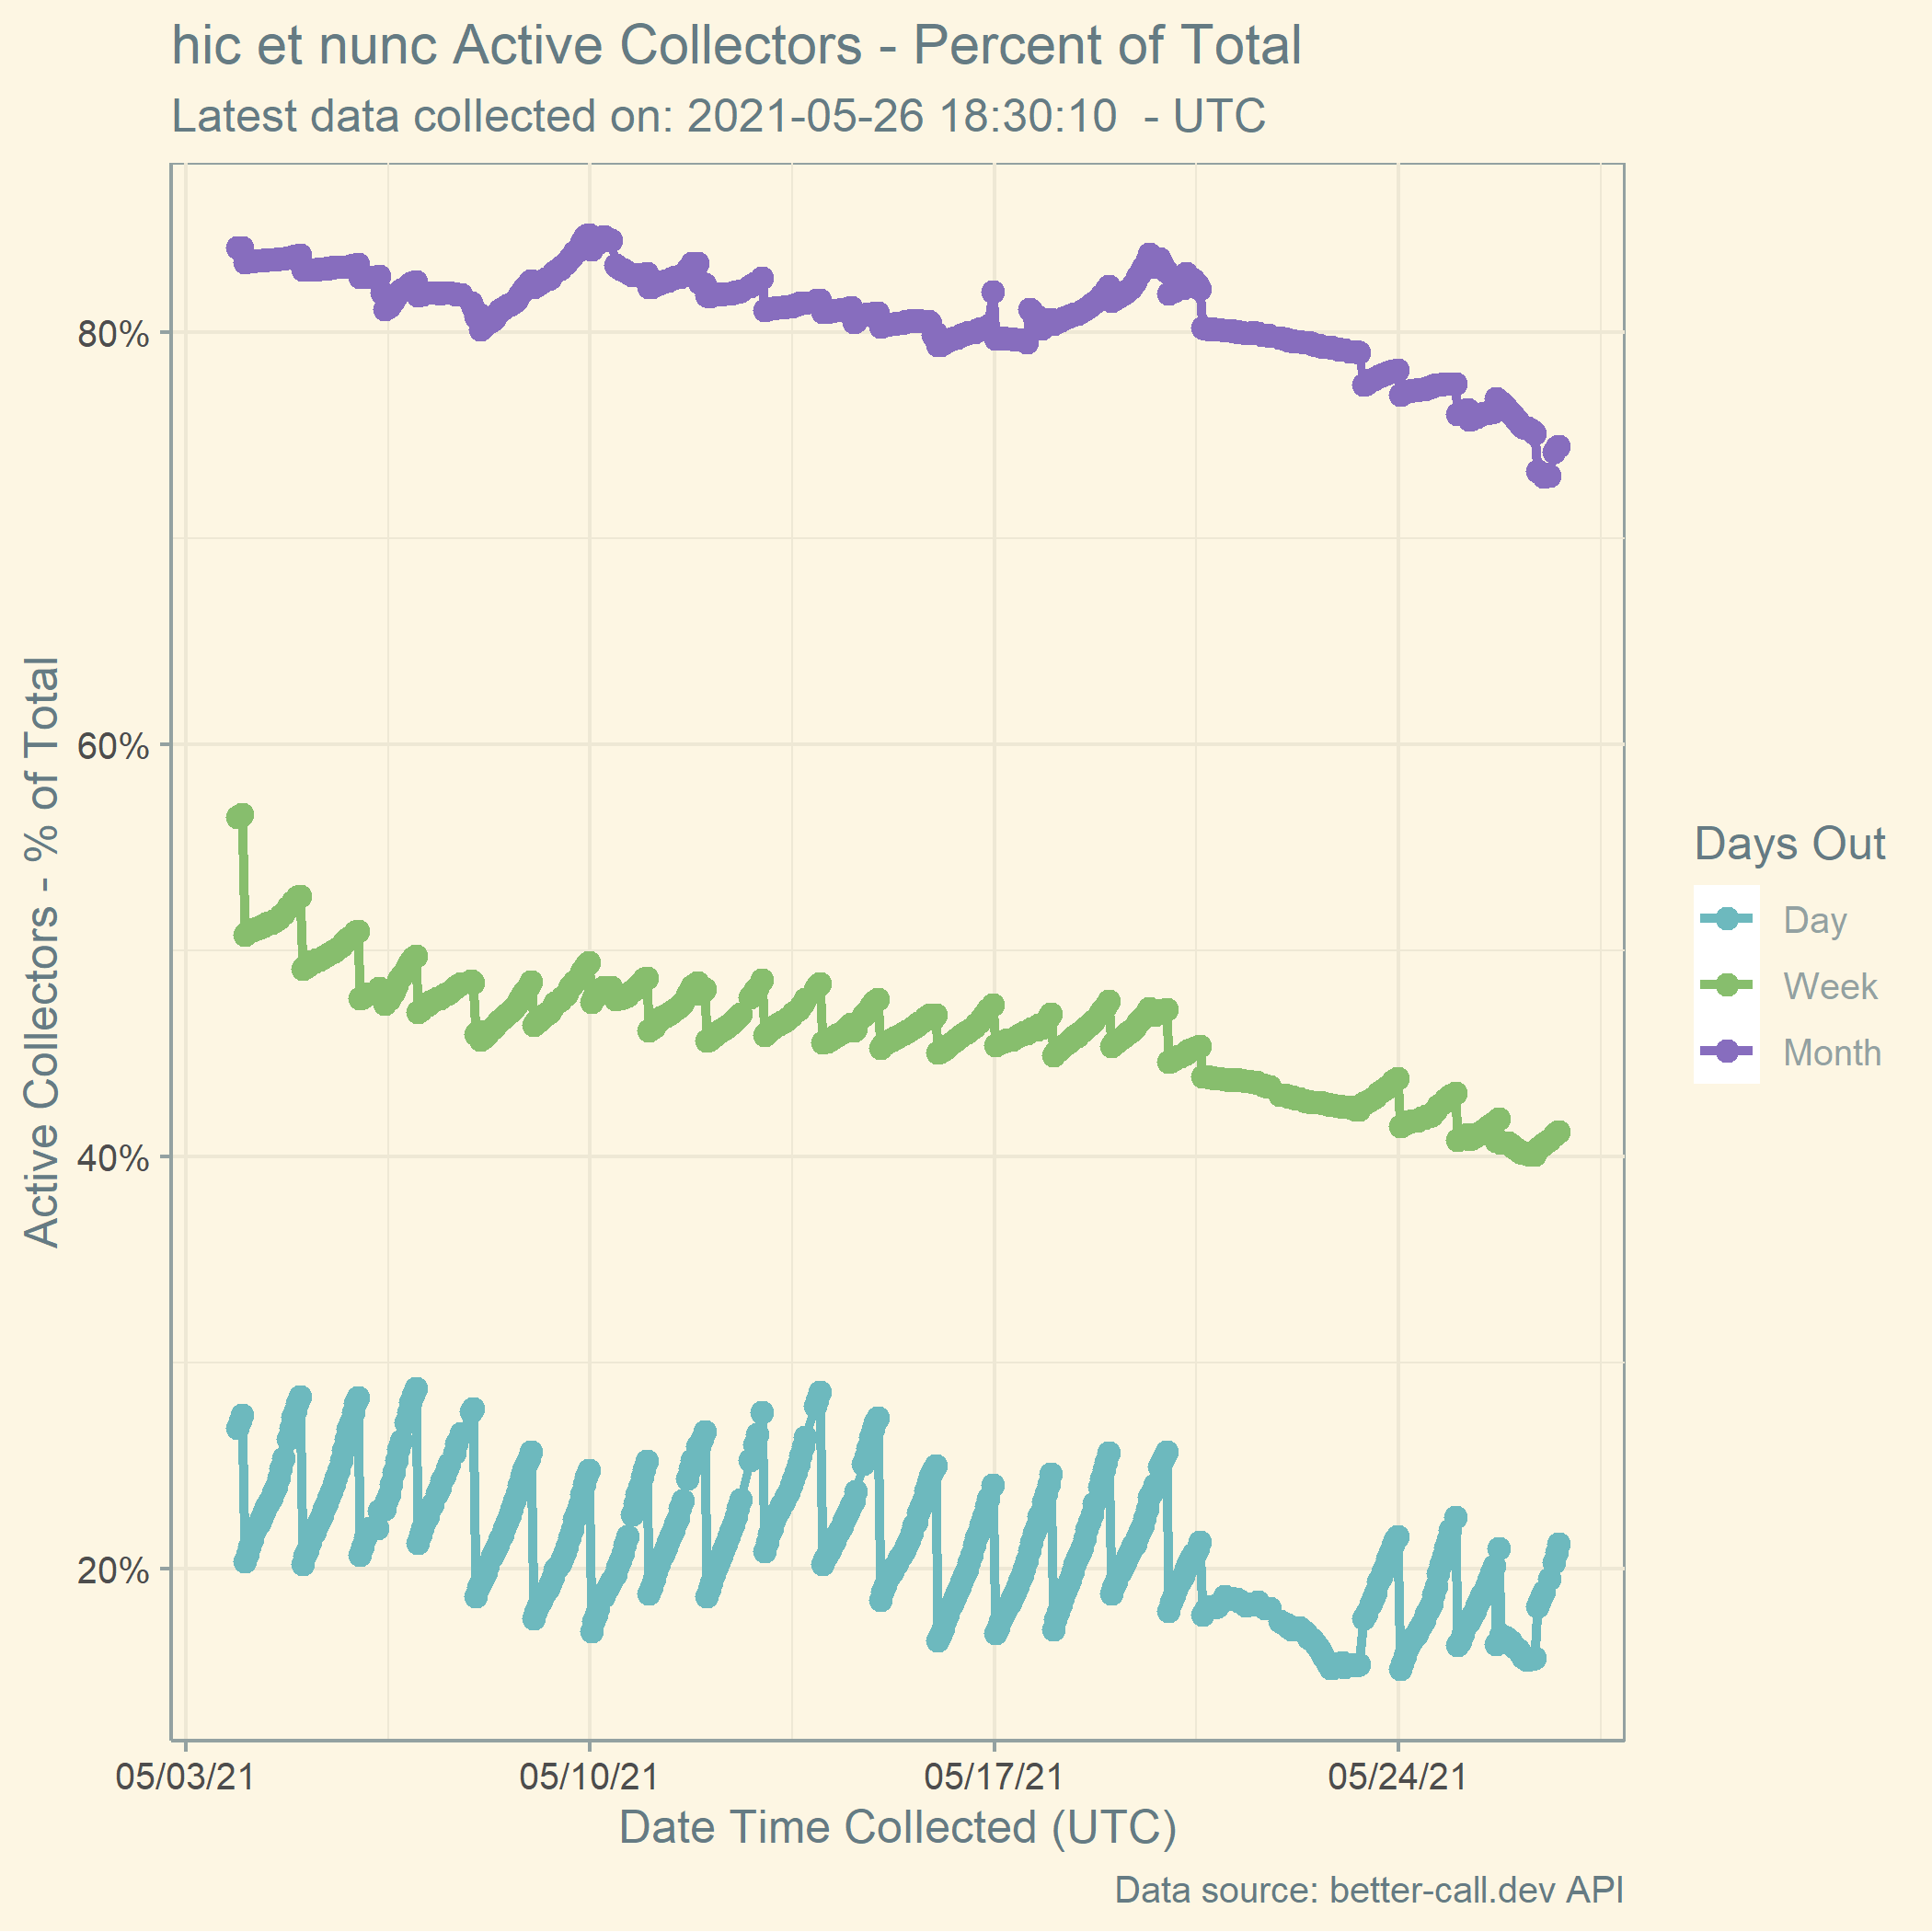 hic et nunc Active Collectors - Percent of Total
Latest data collected on: 2021-05-26 18:30:10  - UTC
Active Collectors - % of Total
80%
60%
40%
20%
05/03/21
05/10/21
05/17/21
05/24/21
Date Time Collected (UTC)
Days Out
Day
Week
Month
Data source: better-call.dev API